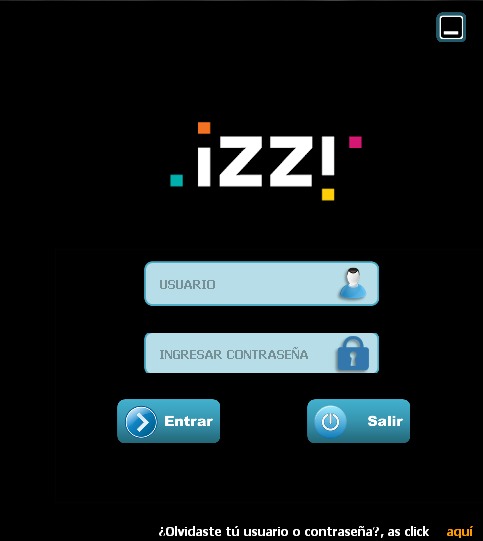 izz!
USUARIO
INGRESAR CONTRASEÑA
Entrar
Salir
¿Olvidaste tú usuario o contraseña?, as click aquí